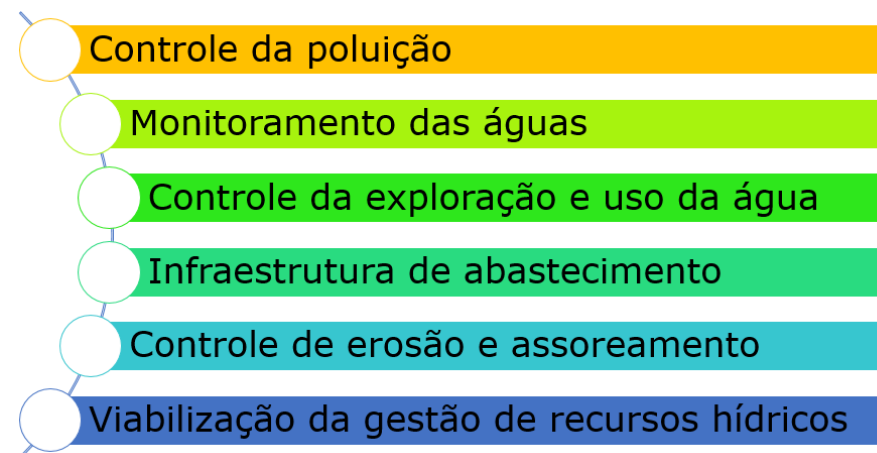 Controle da poluição
Monitoramento das águas
Controle da exploração e uso da água
Infraestrutura de abastecimento
Controle de erosão e assoreamento
Viabilização da gestão de recursos hídricos